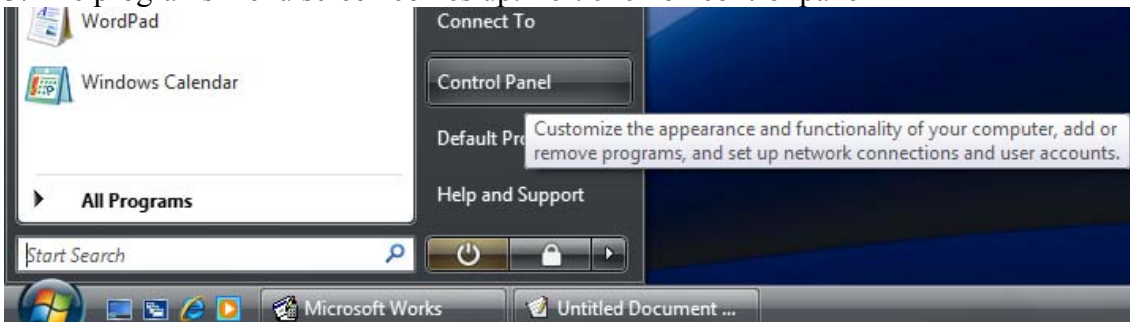 WordPad
Connect To
Windows Calendar
Control Panel
Customize the appearance and functionality of your computer, add or
Default Pro
remove programs, and set up network connections and user accounts.
All Programs
Help and Support
Start Search
Microsoft Works
Untitled Document ...